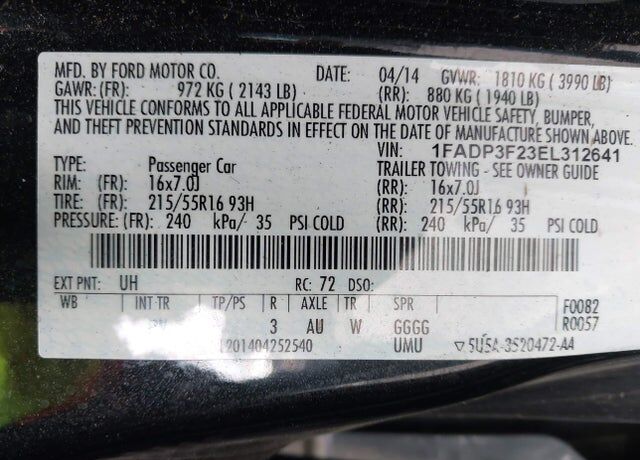 MFD. BY FORD MOTOR CO. DATE: 04/14 GVWR: 1810 KG ( 3990 LB)
GAWR: (FR): 972 KG ( 2143 LB) (RR): 880 KG ( 1940 LB)
THIS VEHICLE CONFORMS TO ALL APPLICABLE FEDERAL MOTOR VEHICLE SAFETY, BUMPER,
AND THEFT PREVENTION STANDARDS IN EFFECT ON THE DATE OF MANUFACTURE SHOWN ABOVE.
VIN: 1FADP3F23EL312641
TYPE: Passenger Car TRAILER TOWING - SEE OWNER GUIDE
RIM: (FR): 16x7.0J (RR): 16x7.0J
TIRE: (FR): 215/55R16 93H (RR): 215/55R16 93H
PRESSURE: (FR): 240 kPa/ 35 PSI COLD (RR): 240 kPa/ 35 PSI COLD
EXT PNT: UH RC: 72 DSO:
WB INT TR TP/PS R AXLE TR SPR F0082
3 AU W GGGG R0057
201404252540 UMU ▽5U5A-3520472-AA